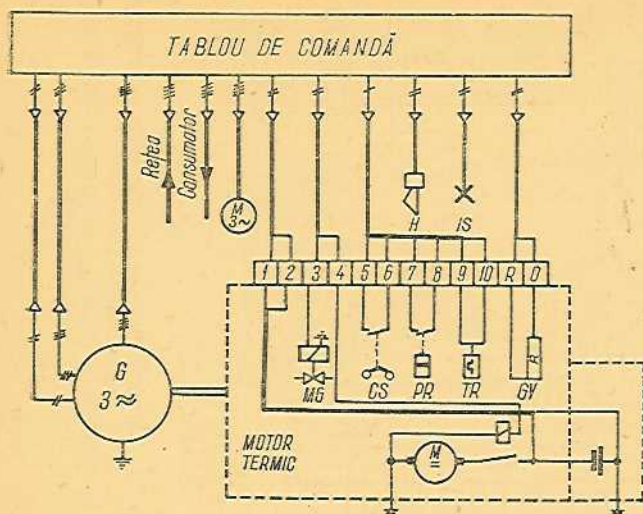 TABLOU DE COMANDĂ
Rețea
Consumator
M
3~
H
IS
1 2 3 4 5 6 7 8 9 10 R 0
G
3≈
MG
CS
PR
TR
R
GV
MOTOR
TERMIC
M
=